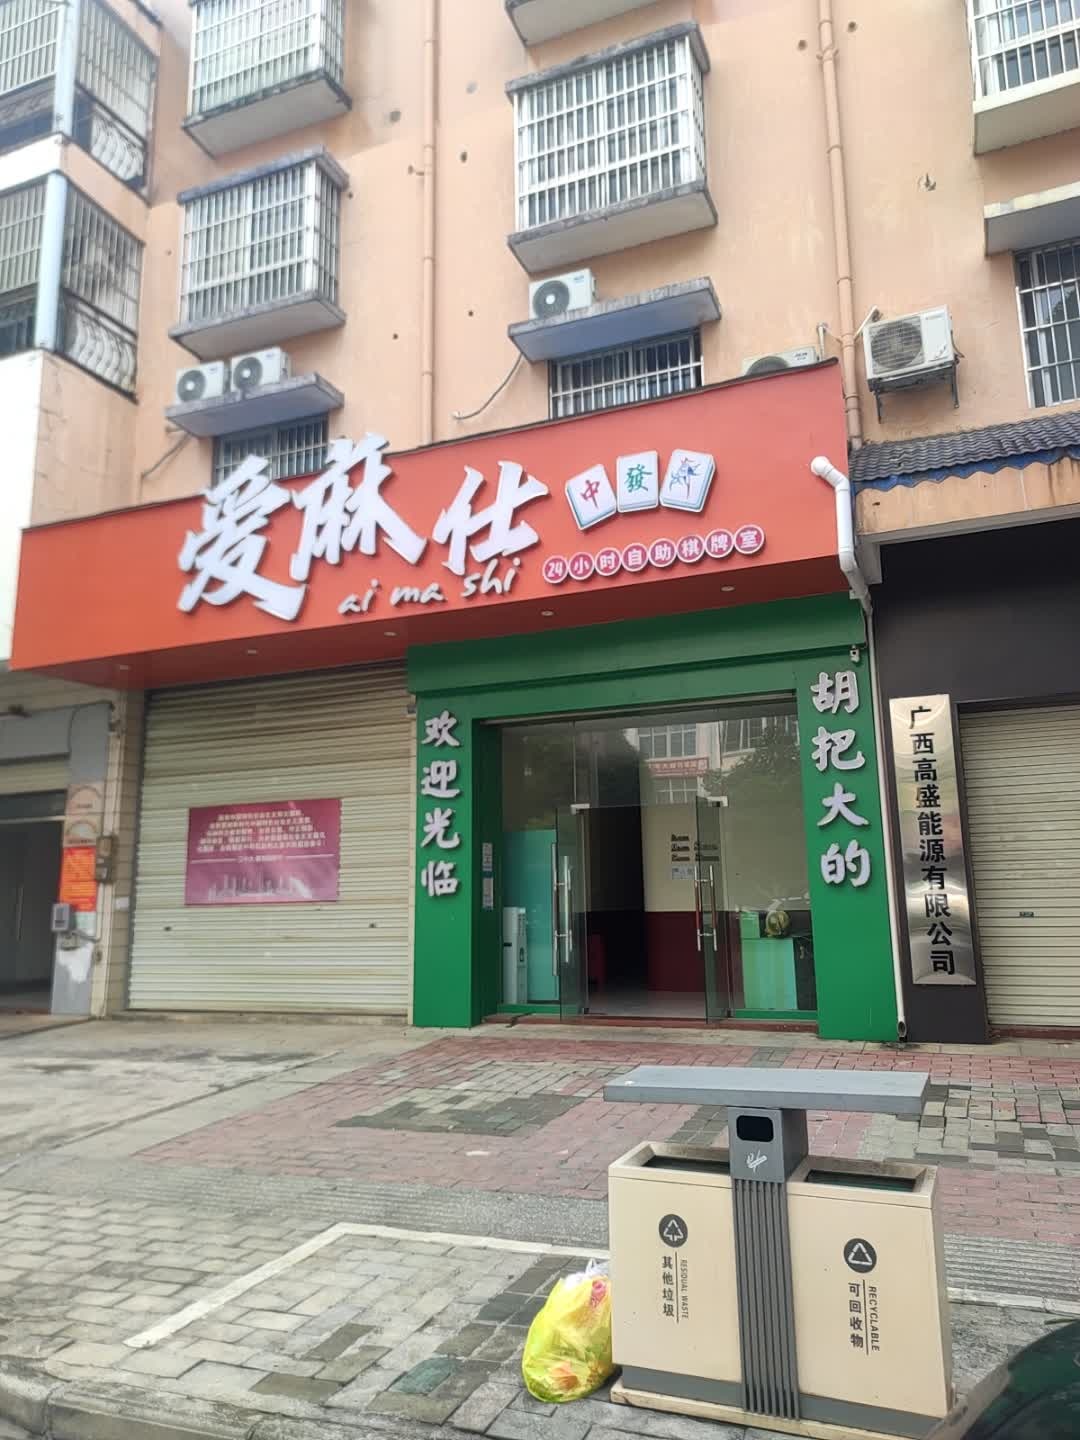 爱麻仕
ai ma shi
中
發
24小时自助棋牌室
欢迎光临
胡把大的
广西高盛能源有限公司
其他垃圾
RESIDUAL WASTE
可回收物
RECYCLABLE